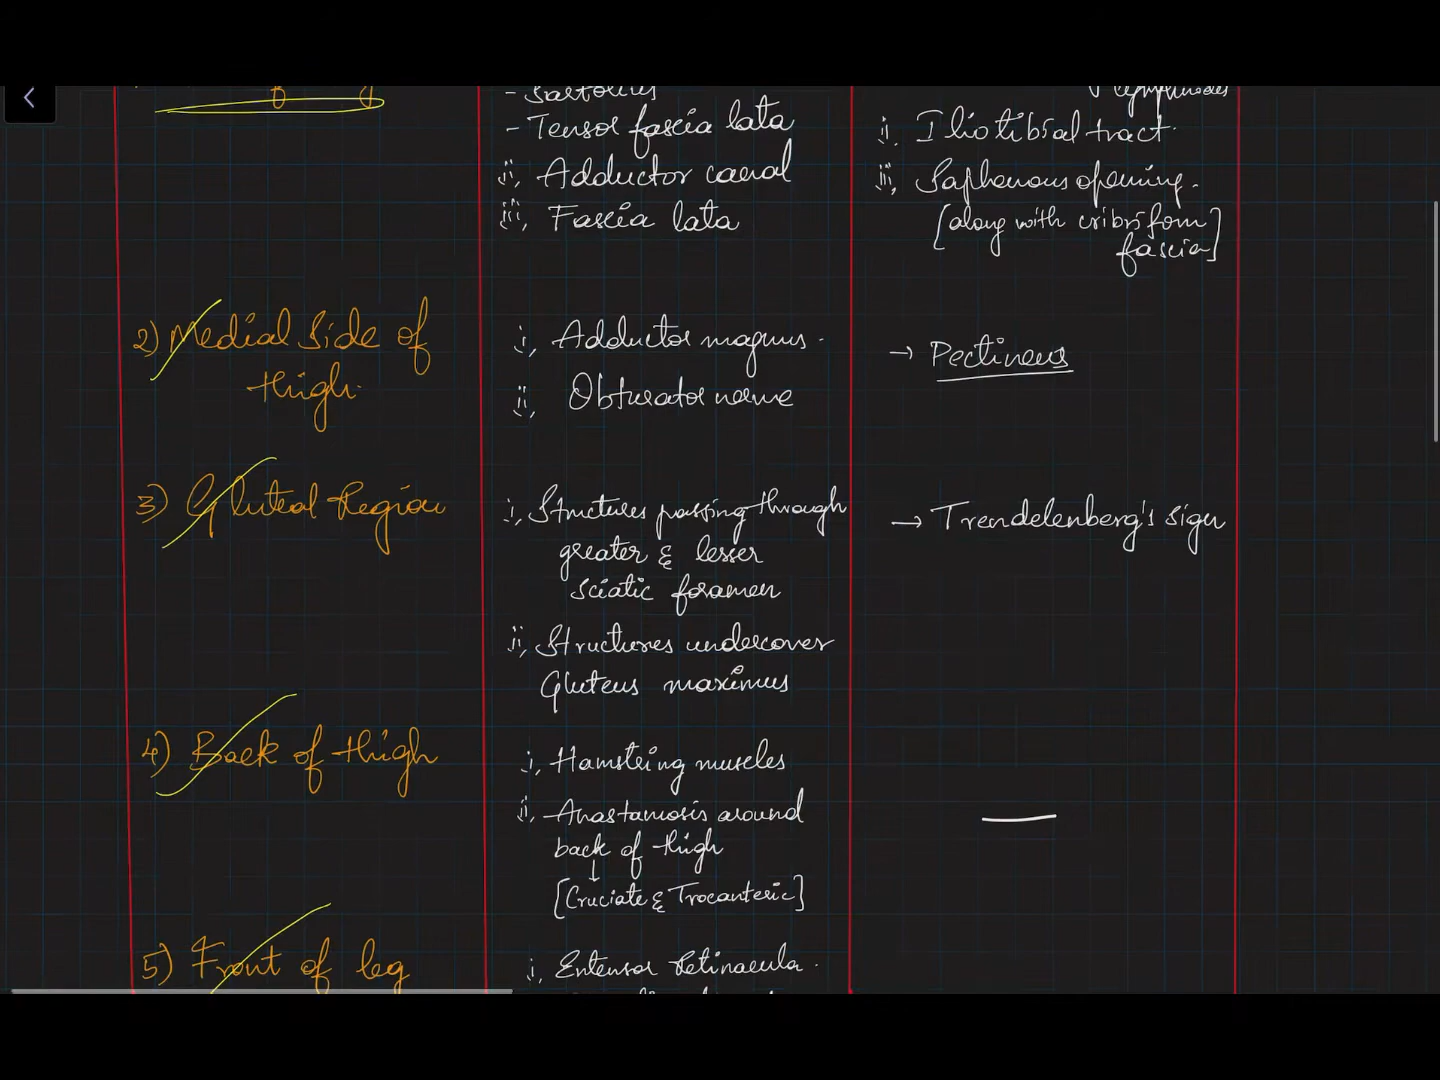 - Sartorius
- Tensor fascia lata
ii, Adductor canal
iii, Fascia lata
lymphnodes
ii. Iliotibial tract.
iii, Saphenous opening.
[along with cribriform
fascia]
2) Medial Side of
thigh.
i, Adductor magnus.
ii, Obturator nerve
→ Pectineus
3) Gluteal Region
i, Structures passing through
greater & lesser
sciatic foramen
ii, Structures undercover
Gluteus maximus
→ Trendelenberg's sign
4) Back of thigh
i, Hamstring muscles
ii, Anastamosis around
back of thigh
↓
[Cruciate & Trocanteric]
5) Front of leg
i, Extensor Retinacula.